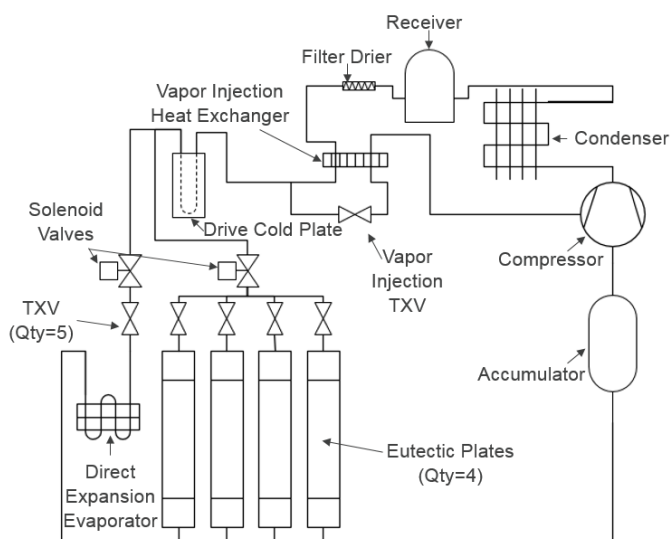 Receiver
Filter Drier
Vapor Injection
Heat Exchanger
Condenser
Solenoid
Valves
Drive Cold Plate
Vapor
Injection
TXV
Compressor
TXV
(Qty=5)
Accumulator
Direct
Expansion
Evaporator
Eutectic Plates
(Qty=4)